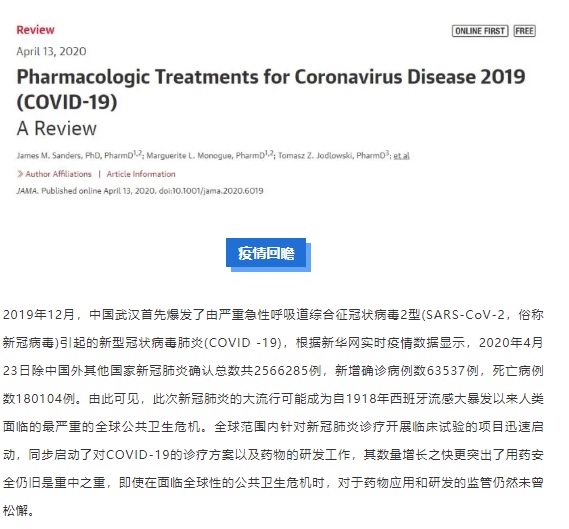 Review
ONLINE FIRST FREE
April 13, 2020
Pharmacologic Treatments for Coronavirus Disease 2019
(COVID-19)
A Review
James M. Sanders, PhD, PharmD1,2; Marguerite L. Monogue, PharmD1,2; Tomasz Z. Jodlowski, PharmD3; et al
» Author Affiliations | Article Information
JAMA. Published online April 13, 2020. doi:10.1001/jama.2020.6019
疫情回瞻
2019年12月，中国武汉首先爆发了由严重急性呼吸道综合征冠状病毒2型(SARS-CoV-2，俗称
新冠病毒)引起的新型冠状病毒肺炎(COVID -19)，根据新华网实时疫情数据显示，2020年4月
23日除中国外其他国家新冠肺炎确认总数共2566285例，新增确诊病例数63537例，死亡病例
数180104例。由此可见，此次新冠肺炎的大流行可能成为自1918年西班牙流感大暴发以来人类
面临的最严重的全球公共卫生危机。全球范围内针对新冠肺炎诊疗开展临床试验的项目迅速启
动，同步启动了对COVID-19的诊疗方案以及药物的研发工作，其数量增长之快更突出了用药安
全仍旧是重中之重，即使在面临全球性的公共卫生危机时，对于药物应用和研发的监管仍然未曾
松懈。